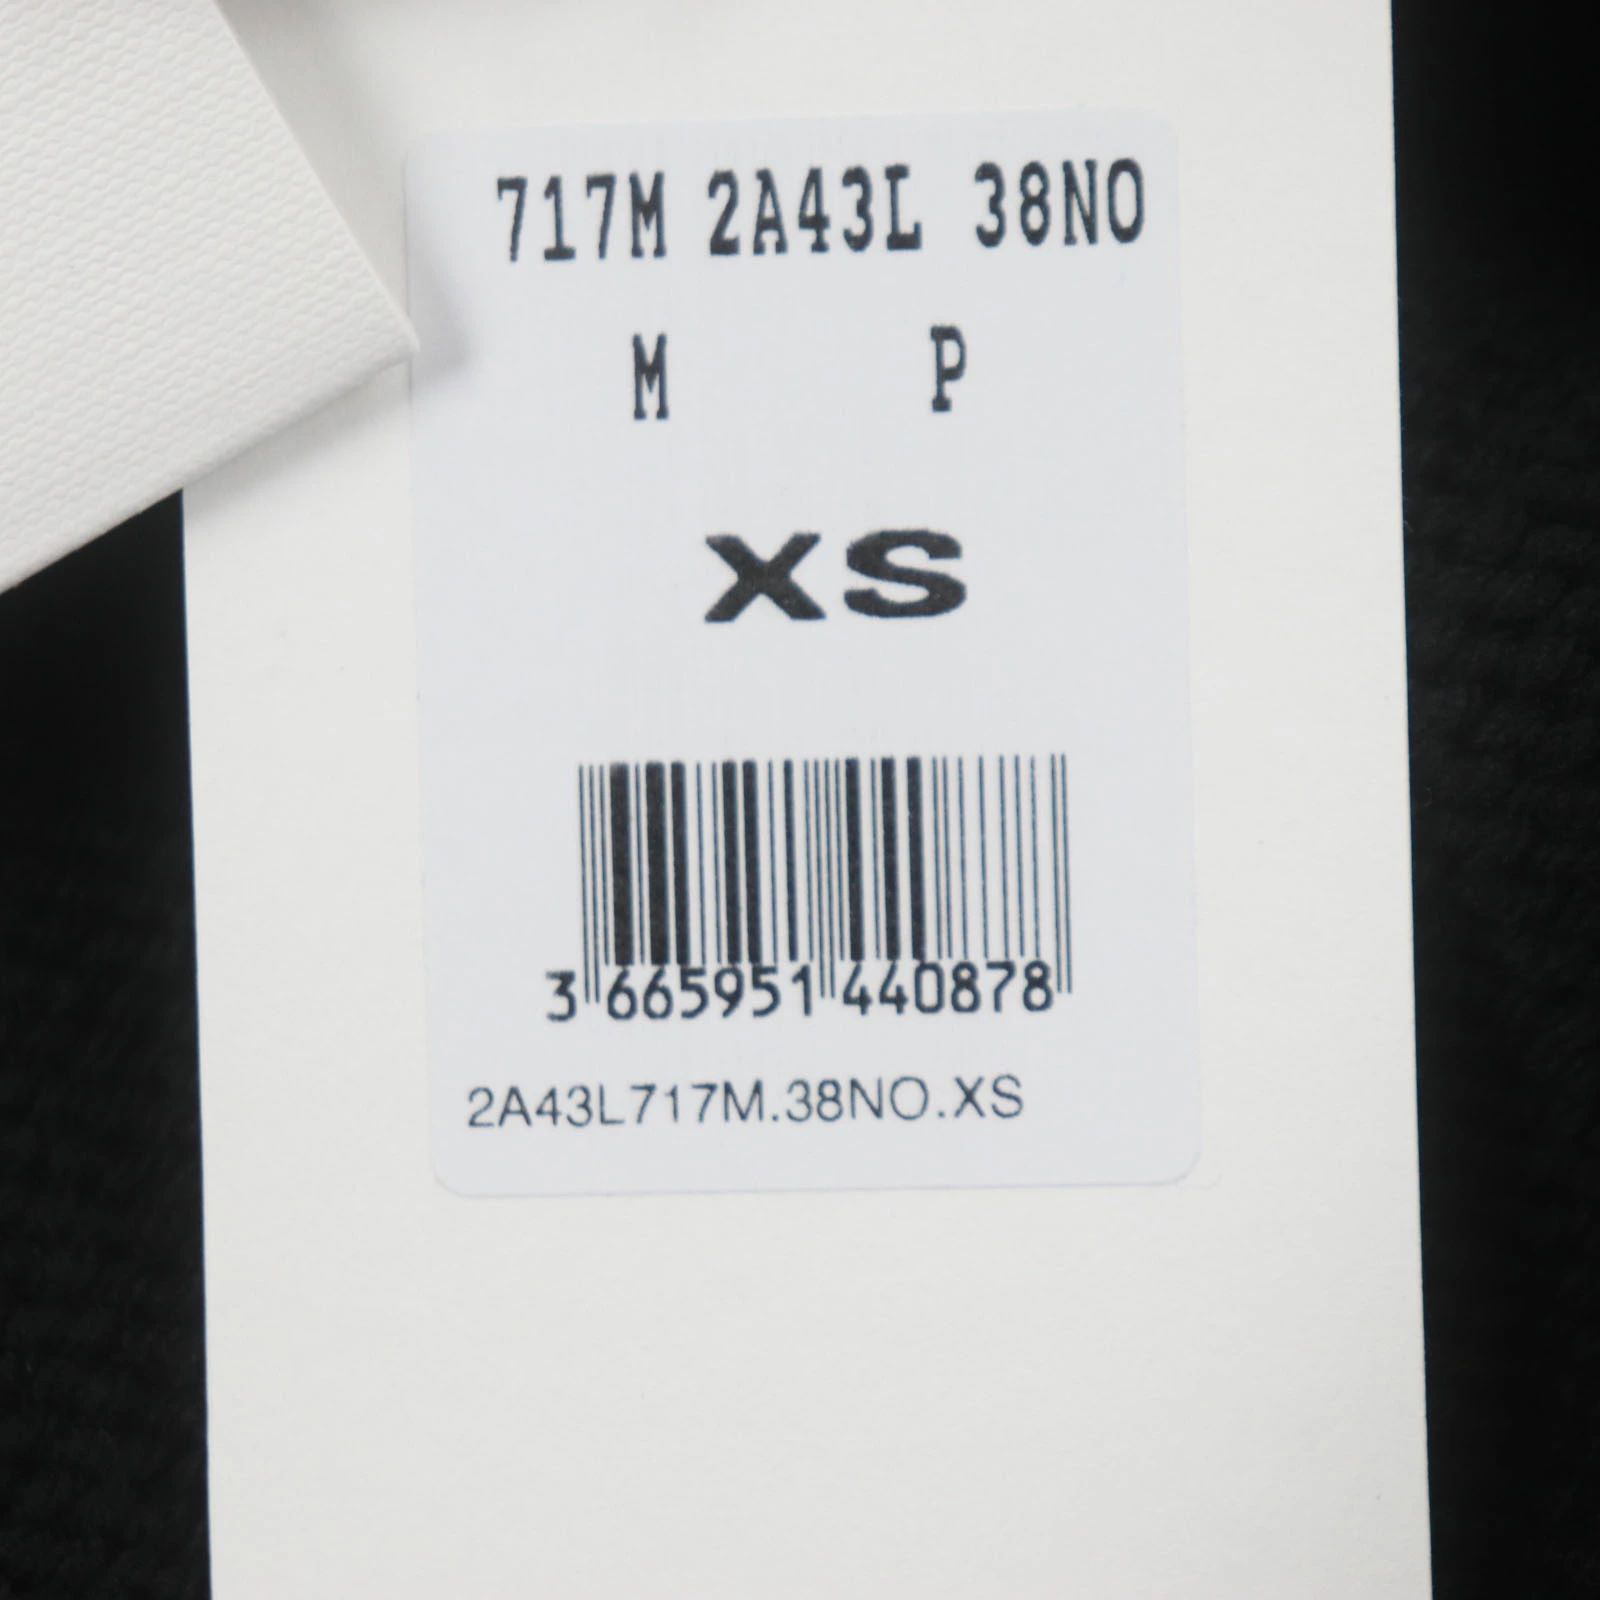 717M 2A43L 38NO
M P
XS
3 665951 440878
2A43L717M.38NO.XS